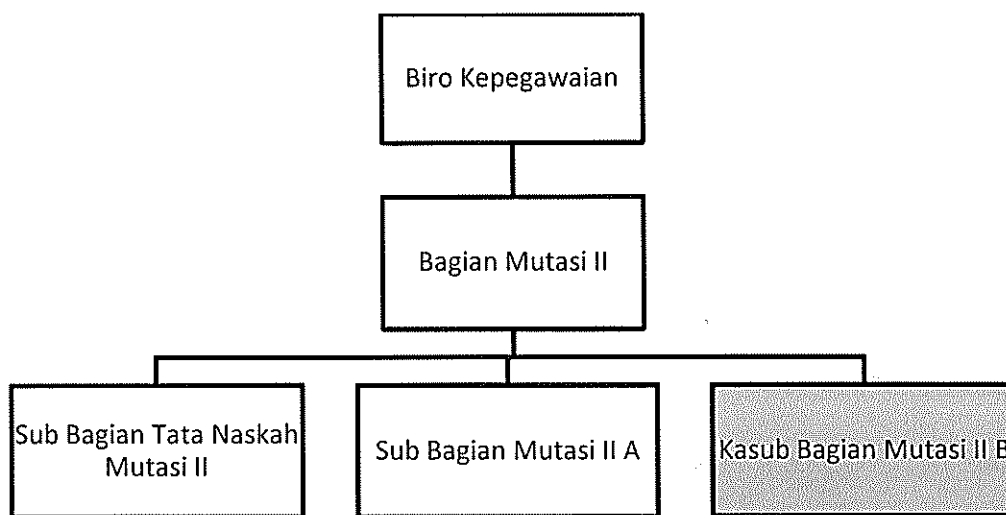 Biro Kepegawaian
Bagian Mutasi II
Sub Bagian Tata Naskah
Mutasi II
Sub Bagian Mutasi II A
Kasub Bagian Mutasi II B